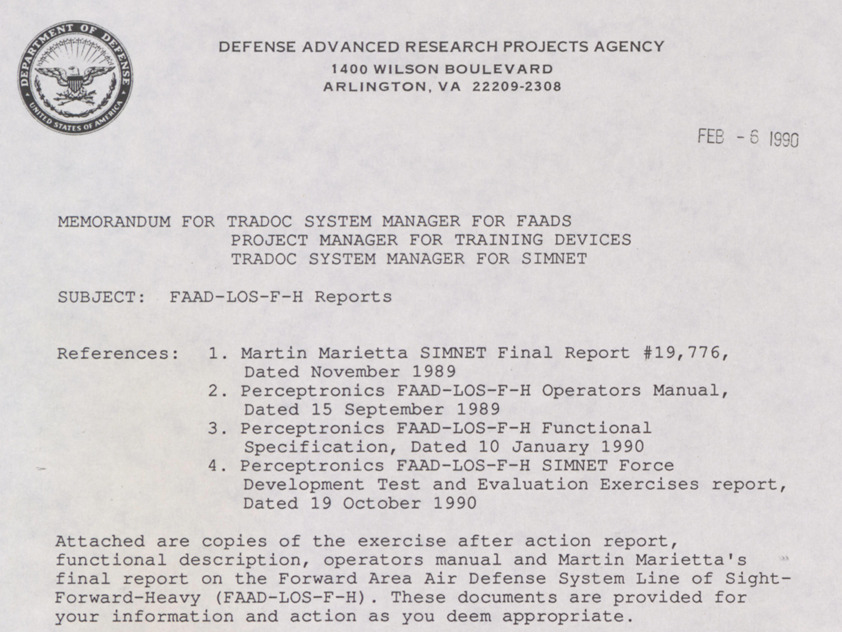 DEPARTMENT OF DEFENSE
UNITED STATES OF AMERICA
DEFENSE ADVANCED RESEARCH PROJECTS AGENCY
1400 WILSON BOULEVARD
ARLINGTON, VA 22209-2308
FEB - 6 1990
MEMORANDUM FOR TRADOC SYSTEM MANAGER FOR FAADS
PROJECT MANAGER FOR TRAINING DEVICES
TRADOC SYSTEM MANAGER FOR SIMNET
SUBJECT: FAAD-LOS-F-H Reports
References: 1. Martin Marietta SIMNET Final Report #19,776,
Dated November 1989
2. Perceptronics FAAD-LOS-F-H Operators Manual,
Dated 15 September 1989
3. Perceptronics FAAD-LOS-F-H Functional
Specification, Dated 10 January 1990
4. Perceptronics FAAD-LOS-F-H SIMNET Force
Development Test and Evaluation Exercises report,
Dated 19 October 1990
Attached are copies of the exercise after action report,
functional description, operators manual and Martin Marietta's
final report on the Forward Area Air Defense System Line of Sight-
Forward-Heavy (FAAD-LOS-F-H). These documents are provided for
your information and action as you deem appropriate.